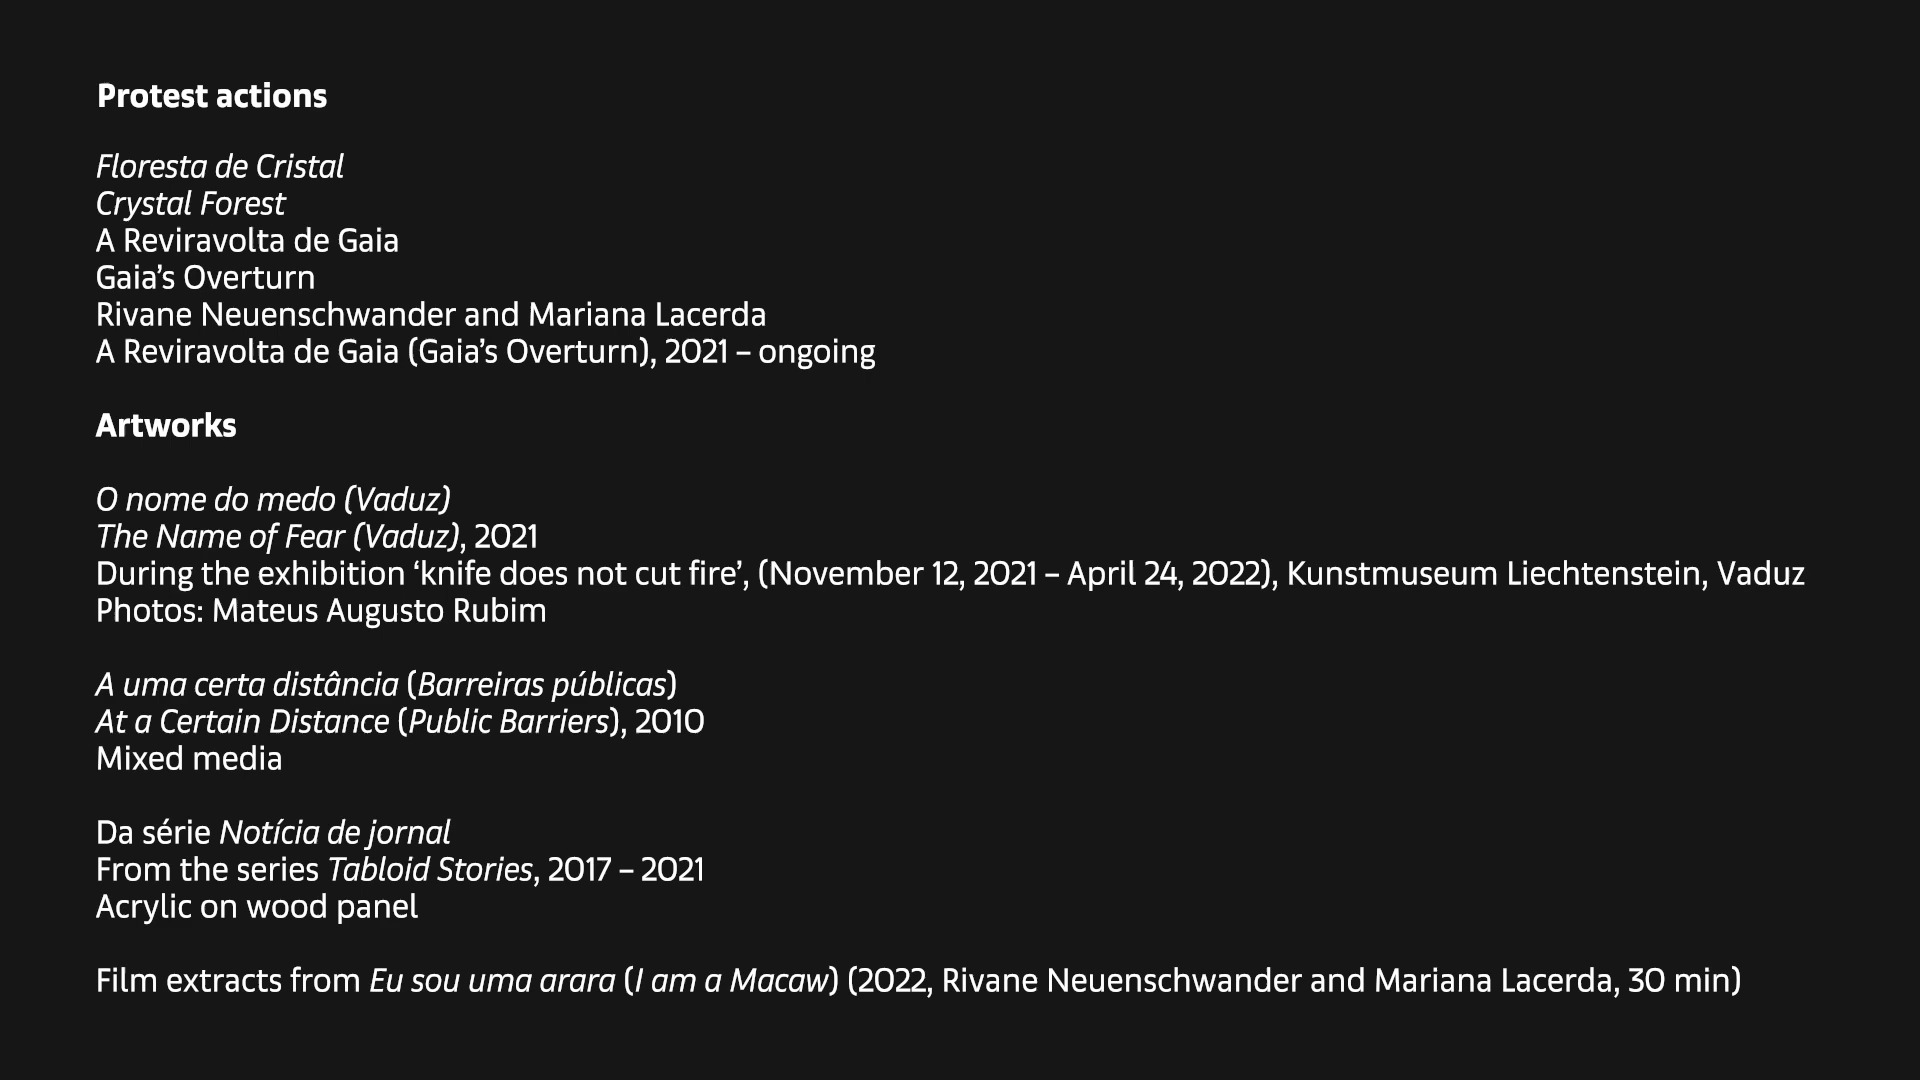 Protest actions
Floresta de Cristal
Crystal Forest
A Reviravolta de Gaia
Gaia’s Overturn
Rivane Neuenschwander and Mariana Lacerda
A Reviravolta de Gaia (Gaia’s Overturn), 2021 – ongoing
Artworks
O nome do medo (Vaduz)
The Name of Fear (Vaduz), 2021
During the exhibition ‘knife does not cut fire’, (November 12, 2021 – April 24, 2022), Kunstmuseum Liechtenstein, Vaduz
Photos: Mateus Augusto Rubim
A uma certa distância (Barreiras públicas)
At a Certain Distance (Public Barriers), 2010
Mixed media
Da série Notícia de jornal
From the series Tabloid Stories, 2017 – 2021
Acrylic on wood panel
Film extracts from Eu sou uma arara (I am a Macaw) (2022, Rivane Neuenschwander and Mariana Lacerda, 30 min)